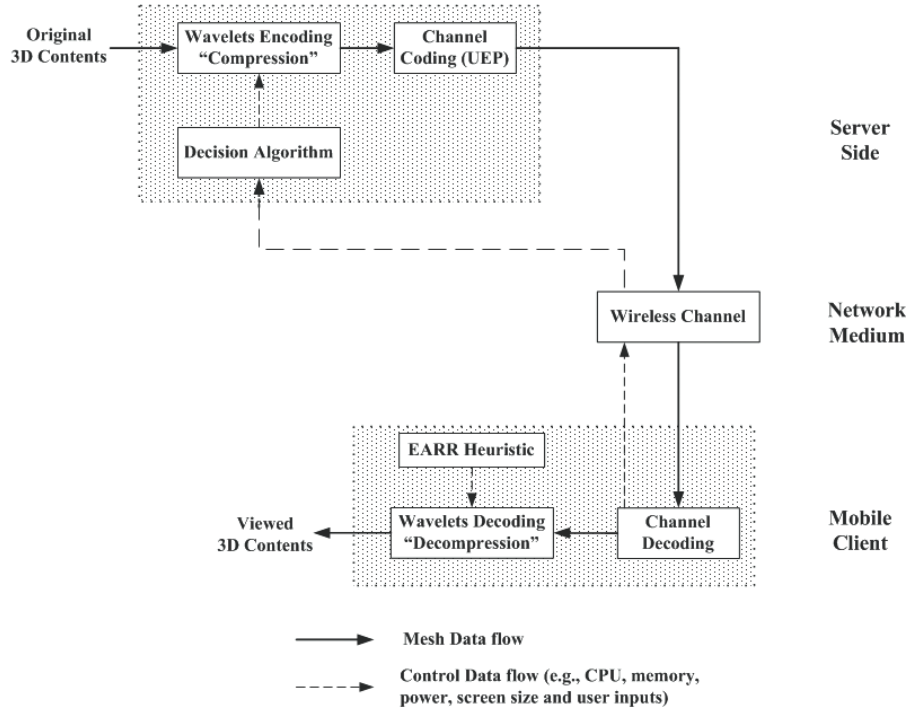 Original
3D Contents
Wavelets Encoding
“Compression”
Channel
Coding (UEP)
Decision Algorithm
Server
Side
Wireless Channel
Network
Medium
EARR Heuristic
Viewed
3D Contents
Wavelets Decoding
“Decompression”
Channel
Decoding
Mobile
Client
Mesh Data flow
Control Data flow (e.g., CPU, memory,
power, screen size and user inputs)